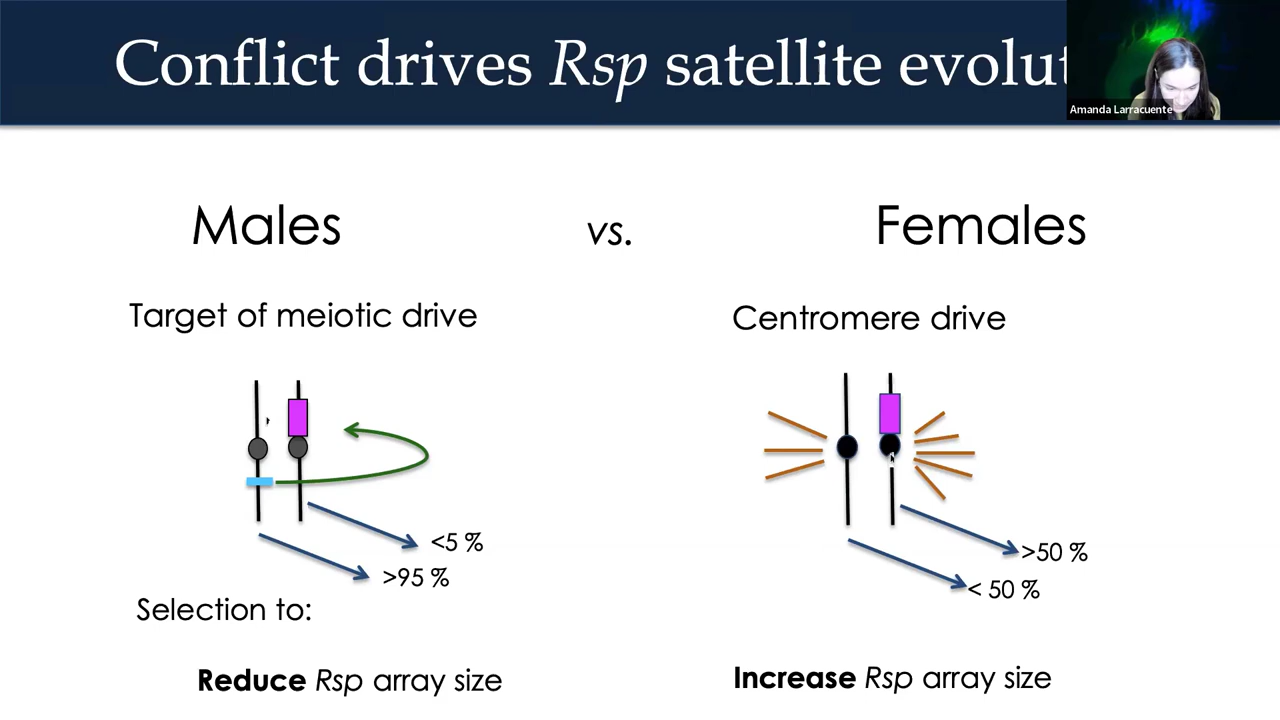 Conflict drives Rsp satellite evolut
Amanda Larracuente
Males vs. Females
Target of meiotic drive
Centromere drive
<5 %
>95 %
>50 %
< 50 %
Selection to:
Reduce Rsp array size
Increase Rsp array size